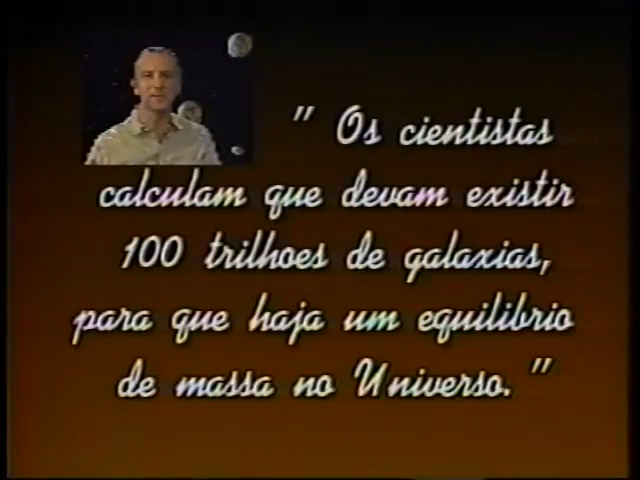 " Os cientistas
calculam que devam existir
100 trilhoes de galaxias,
para que haja um equilibrio
de massa no Universo. "